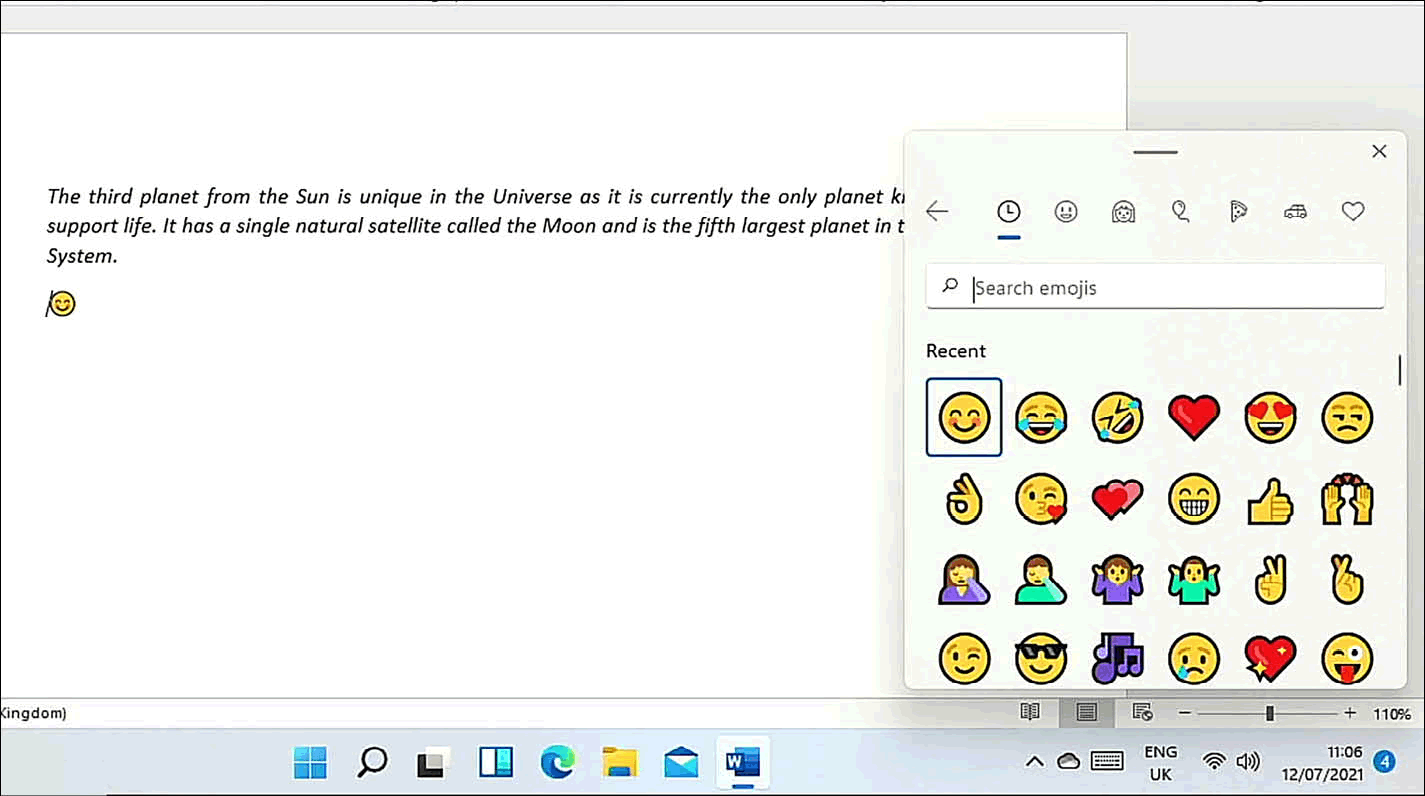 The third planet from the Sun is unique in the Universe as it is currently the only planet
support life. It has a single natural satellite called the Moon and is the fifth largest planet in
System.
Search emojis
Recent
Kingdom)
110%
W
ENG
UK
11:06
12/07/2021
4